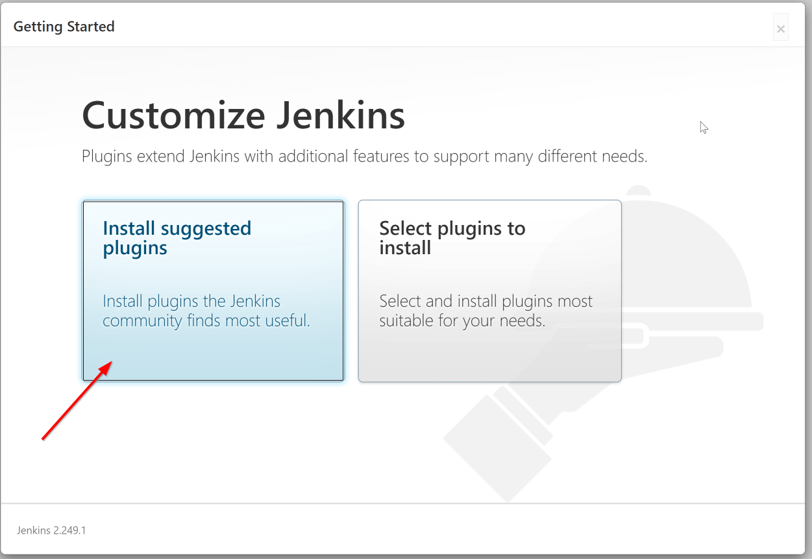 Getting Started
Customize Jenkins
Plugins extend Jenkins with additional features to support many different needs.
Install suggested
plugins
Install plugins the Jenkins
community finds most useful.
Select plugins to
install
Select and install plugins most
suitable for your needs.
Jenkins 2.249.1